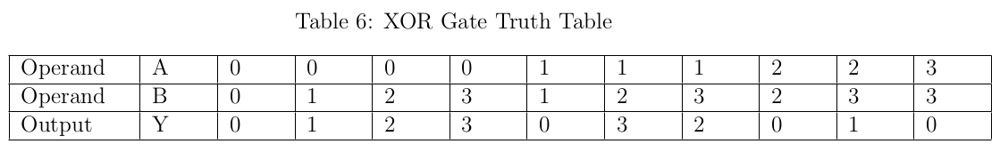 Table 6: XOR Gate Truth Table
Operand A 0 0 0 0 1 1 1 2 2 3
Operand B 0 1 2 3 1 2 3 2 3 3
Output Y 0 1 2 3 0 3 2 0 1 0